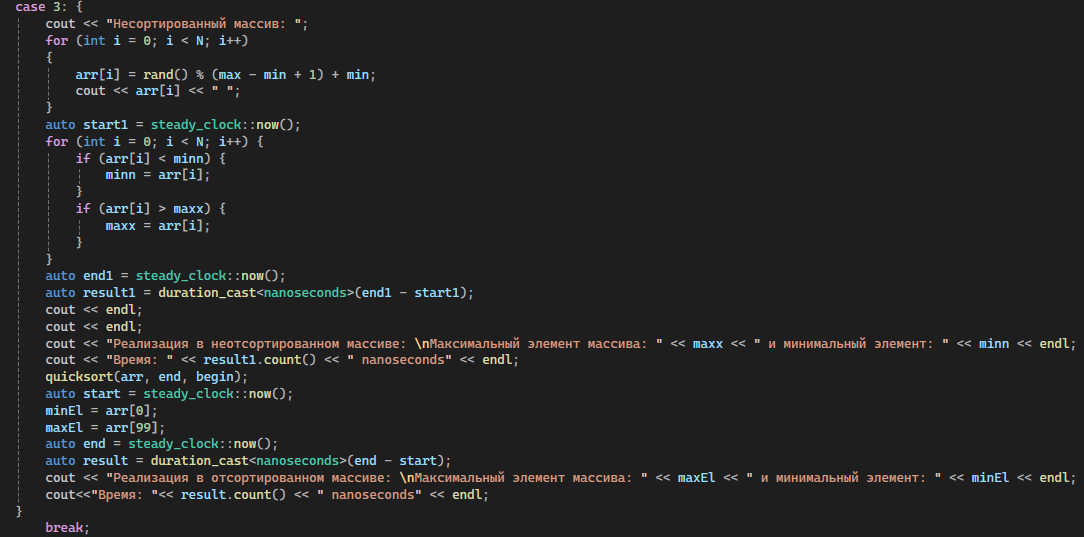 case 3: {
    cout << "Несортированный массив: ";
    for (int i = 0; i < N; i++)
    {
        arr[i] = rand() % (max - min + 1) + min;
        cout << arr[i] << " ";
    }
    auto start1 = steady_clock::now();
    for (int i = 0; i < N; i++) {
        if (arr[i] < minn) {
            minn = arr[i];
        }
        if (arr[i] > maxx) {
            maxx = arr[i];
        }
    }
    auto end1 = steady_clock::now();
    auto result1 = duration_cast<nanoseconds>(end1 - start1);
    cout << endl;
    cout << endl;
    cout << "Реализация в неотсортированном массиве: \nМаксимальный элемент массива: " << maxx << " и минимальный элемент: " << minn << endl;
    cout << "Время: " << result1.count() << " nanoseconds" << endl;
    quicksort(arr, end, begin);
    auto start = steady_clock::now();
    minEl = arr[0];
    maxEl = arr[99];
    auto end = steady_clock::now();
    auto result = duration_cast<nanoseconds>(end - start);
    cout << "Реализация в отсортированном массиве: \nМаксимальный элемент массива: " << maxEl << " и минимальный элемент: " << minEl << endl;
    cout<<"Время: "<< result.count() << " nanoseconds" << endl;
}
    break;